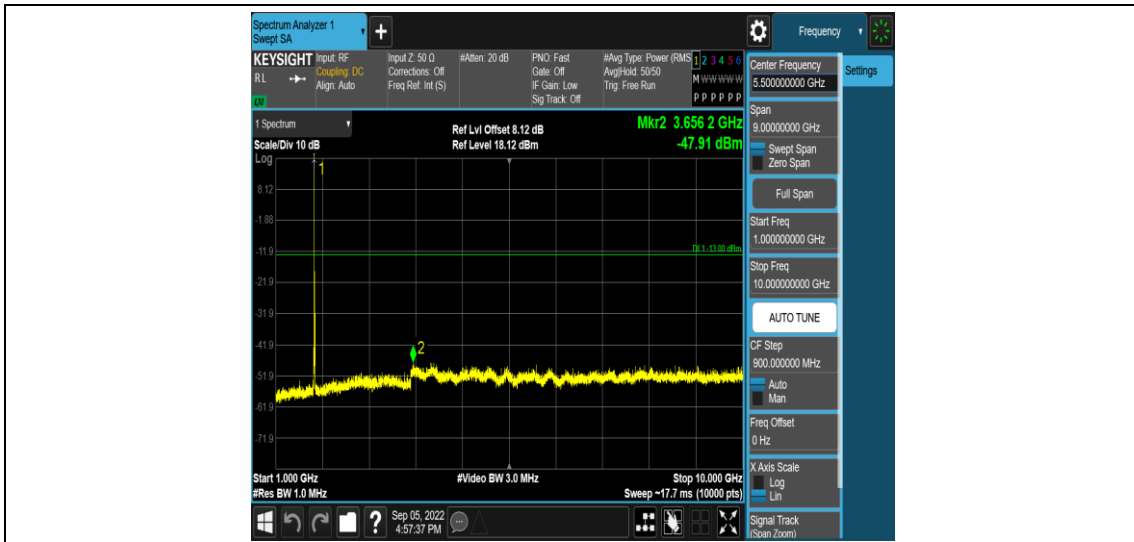 Spectrum Analyzer 1
Swept SA
Frequency
KEYSIGHT
RL
LXI
Input: RF
Coupling: DC
Align: Auto
Input Z: 50 Ω
Corrections: Off
Freq Ref: Int (S)
#Atten: 20 dB
PNO: Fast
Gate: Off
IF Gain: Low
Sig Track: Off
#Avg Type: Power (RMS
Avg|Hold: 50/50
Trig: Free Run
1 2 3 4 5 6
M W W W W W
P P P P P P
1 Spectrum
Scale/Div 10 dB
Ref Lvl Offset 8.12 dB
Ref Level 18.12 dBm
Mkr2 3.656 2 GHz
-47.91 dBm
Log
1
8.12
-1.88
-11.9
DL1 -13.00 dBm
-21.9
-31.9
-41.9
2
-51.9
-61.9
-71.9
Start 1.000 GHz
#Res BW 1.0 MHz
#Video BW 3.0 MHz
Stop 10.000 GHz
Sweep ~17.7 ms (10000 pts)
?
Sep 05, 2022
4:57:37 PM
Settings
Center Frequency
5.500000000 GHz
Span
9.00000000 GHz
Swept Span
Zero Span
Full Span
Start Freq
1.000000000 GHz
Stop Freq
10.000000000 GHz
AUTO TUNE
CF Step
900.000000 MHz
Auto
Man
Freq Offset
0 Hz
X Axis Scale
Log
Lin
Signal Track
(Span Zoom)